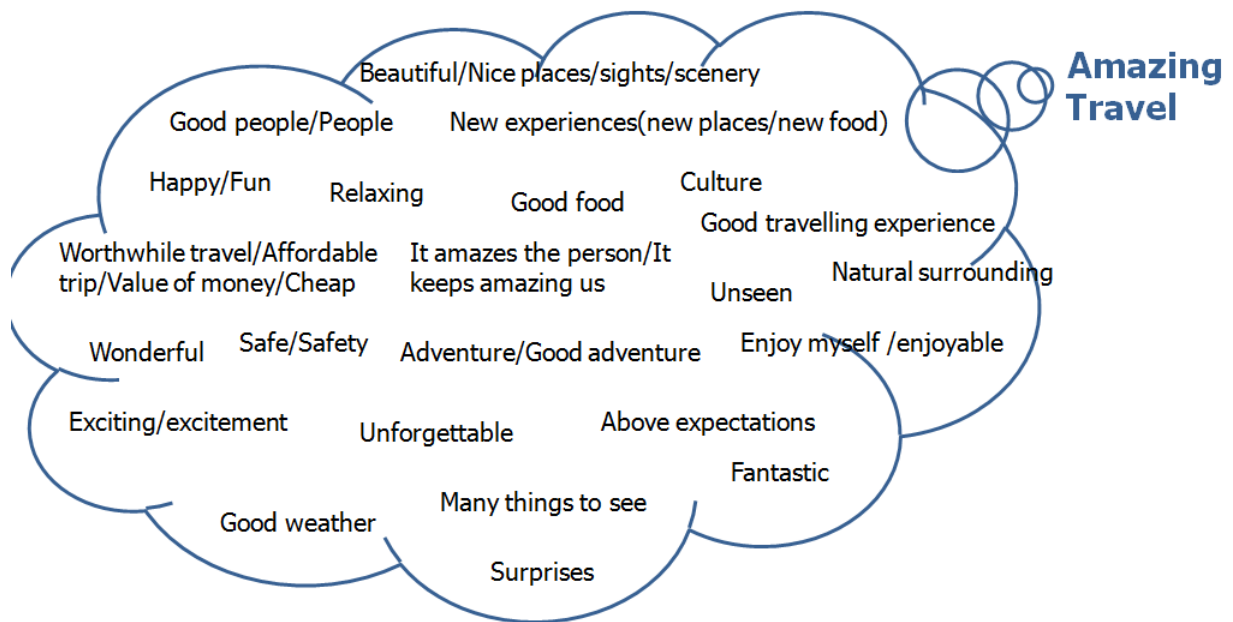 Amazing
Travel
Beautiful/Nice places/sights/scenery
Good people/People
New experiences(new places/new food)
Happy/Fun
Relaxing
Good food
Culture
Good travelling experience
Worthwhile travel/Affordable
trip/Value of money/Cheap
It amazes the person/It
keeps amazing us
Unseen
Natural surrounding
Wonderful
Safe/Safety
Adventure/Good adventure
Enjoy myself /enjoyable
Exciting/excitement
Unforgettable
Above expectations
Fantastic
Many things to see
Good weather
Surprises